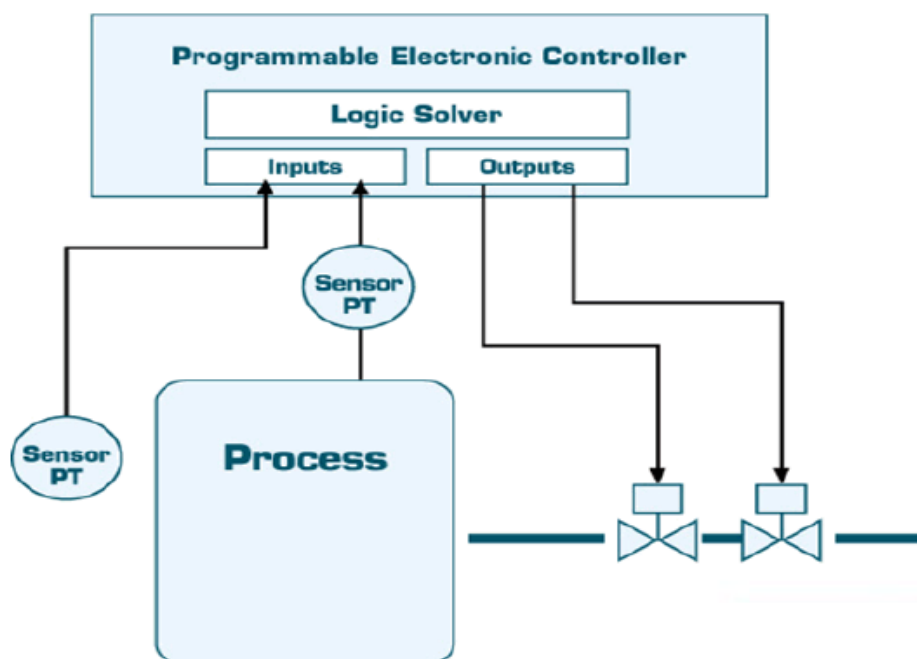 Programmable Electronic Controller
Logic Solver
Inputs
Outputs
Sensor
PT
Sensor
PT
Process